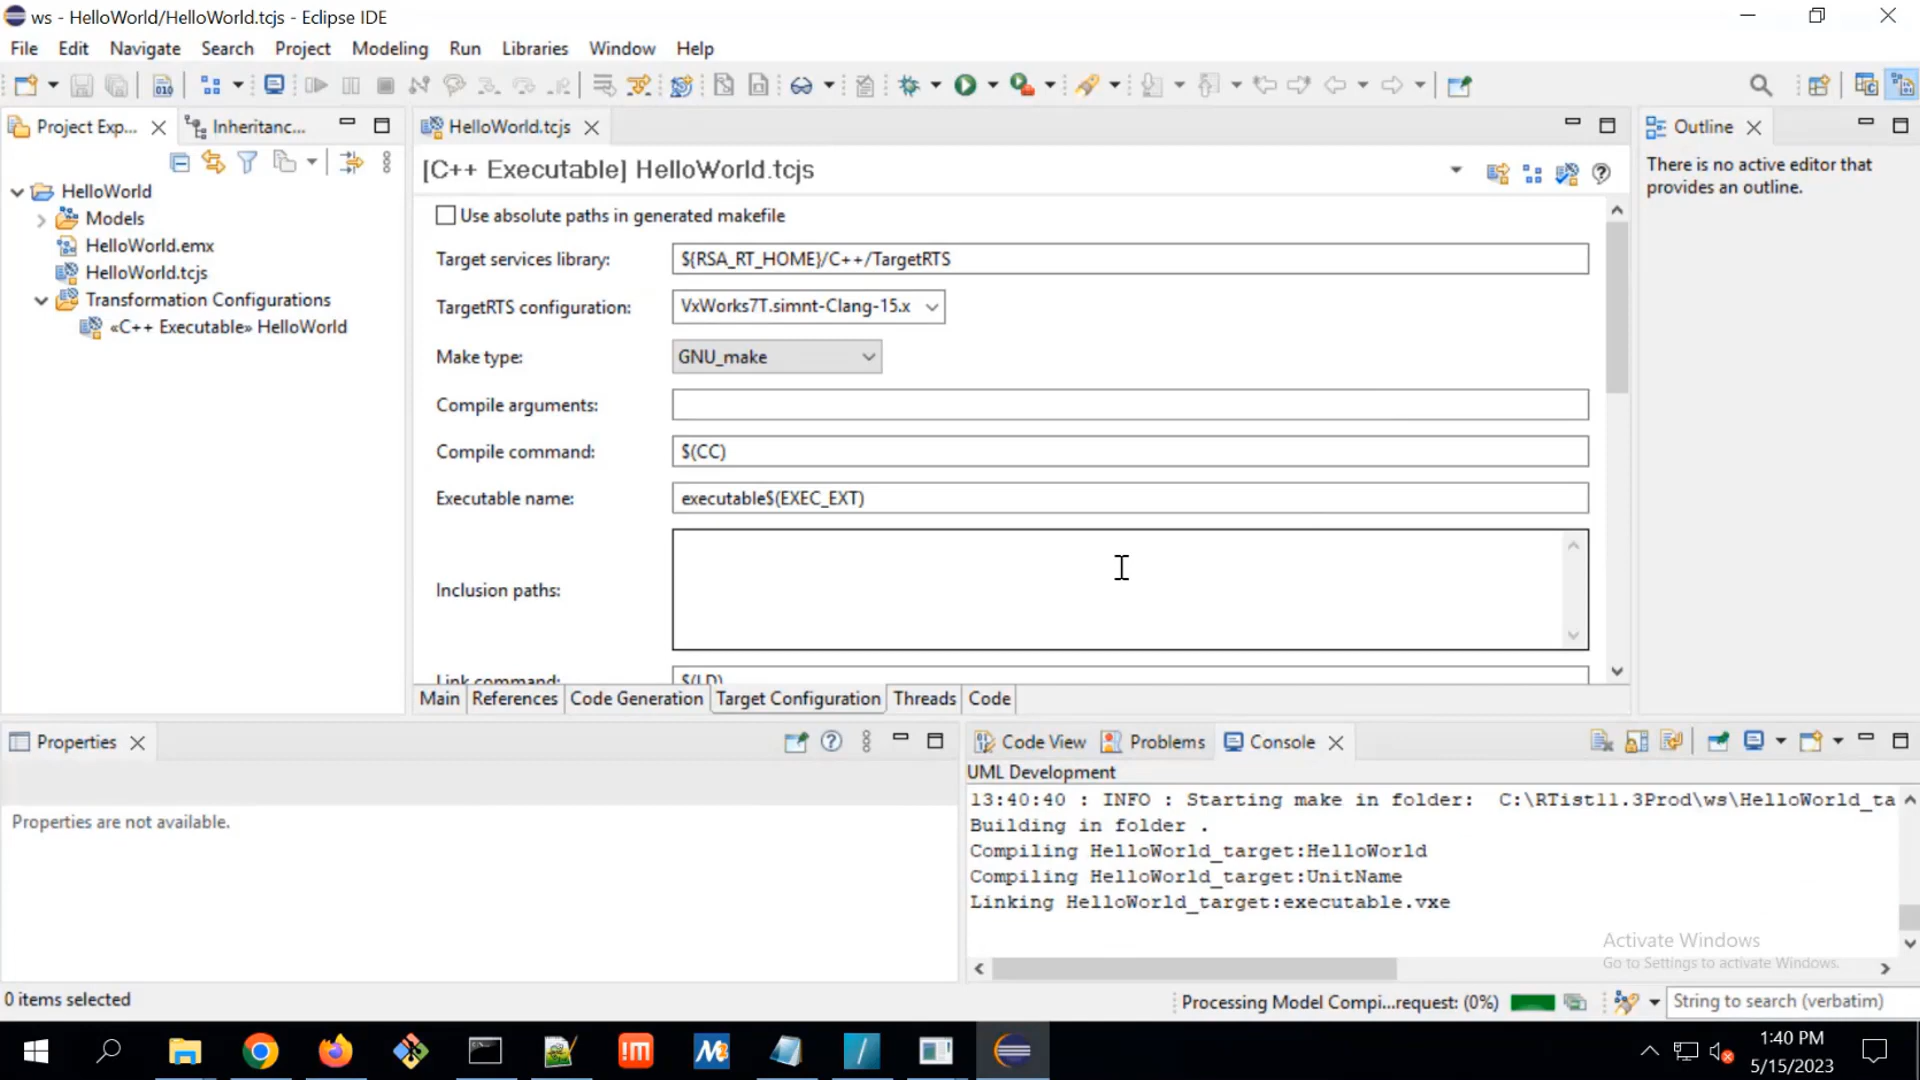 ws - HelloWorld/HelloWorld.tcjs - Eclipse IDE
File Edit Navigate Search Project Modeling Run Libraries Window Help
Project Exp... Inheritanc...
HelloWorld
Models
HelloWorld.emx
HelloWorld.tcjs
Transformation Configurations
«C++ Executable» HelloWorld
HelloWorld.tcjs
[C++ Executable] HelloWorld.tcjs
Use absolute paths in generated makefile
Target services library: ${RSA_RT_HOME}/C++/TargetRTS
TargetRTS configuration: VxWorks7T.simnt-Clang-15.x
Make type: GNU_make
Compile arguments:
Compile command: $(CC)
Executable name: executable$(EXEC_EXT)
Inclusion paths:
Link command: $(LD)
Main References Code Generation Target Configuration Threads Code
Outline
There is no active editor that
provides an outline.
Properties
Properties are not available.
Code View Problems Console
UML Development
13:40:40 : INFO : Starting make in folder: C:\RTist11.3Prod\ws\HelloWorld_ta
Building in folder .
Compiling HelloWorld_target:HelloWorld
Compiling HelloWorld_target:UnitName
Linking HelloWorld_target:executable.vxe
Activate Windows
Go to Settings to activate Windows.
0 items selected
Processing Model Compi...request: (0%)
String to search (verbatim)
1:40 PM
5/15/2023